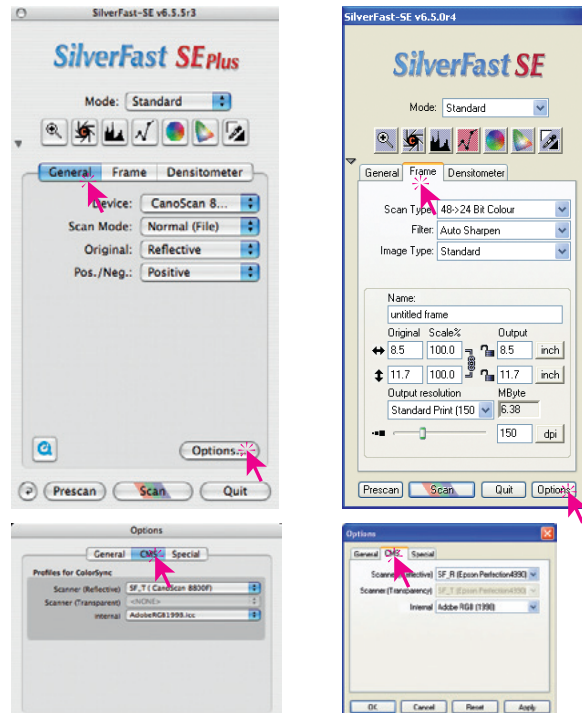 SilverFast-SE v6.5.5r3
SilverFast SE Plus
Mode: Standard
General Frame Densitometer
Device: CanoScan 8...
Scan Mode: Normal (File)
Original: Reflective
Pos./Neg.: Positive
Options...
Prescan Scan Quit
SilverFast-SE v6.5.0r4
SilverFast SE
Mode: Standard
General Frame Densitometer
Scan Type: 48->24 Bit Colour
Filter: Auto Sharpen
Image Type: Standard
Name:
untitled frame
Original Scale% Output
8.5 100.0 8.5 inch
11.7 100.0 11.7 inch
Output resolution MByte
Standard Print (150 6.38
150 dpi
Prescan Scan Quit Options
Options
General CMS Special
Profiles for ColorSync
Scanner (Reflective) SF_T ( CanoScan 8800F)
Scanner (Transparent) <NONE>
internal AdobeRGB1998.icc
Options
General CMS Special
Scanner (Reflective) SF_R (Epson Perfection4990)
Scanner (Transparency) SF_T (Epson Perfection4990)
Internal Adobe RGB (1998)
OK Cancel Reset Apply